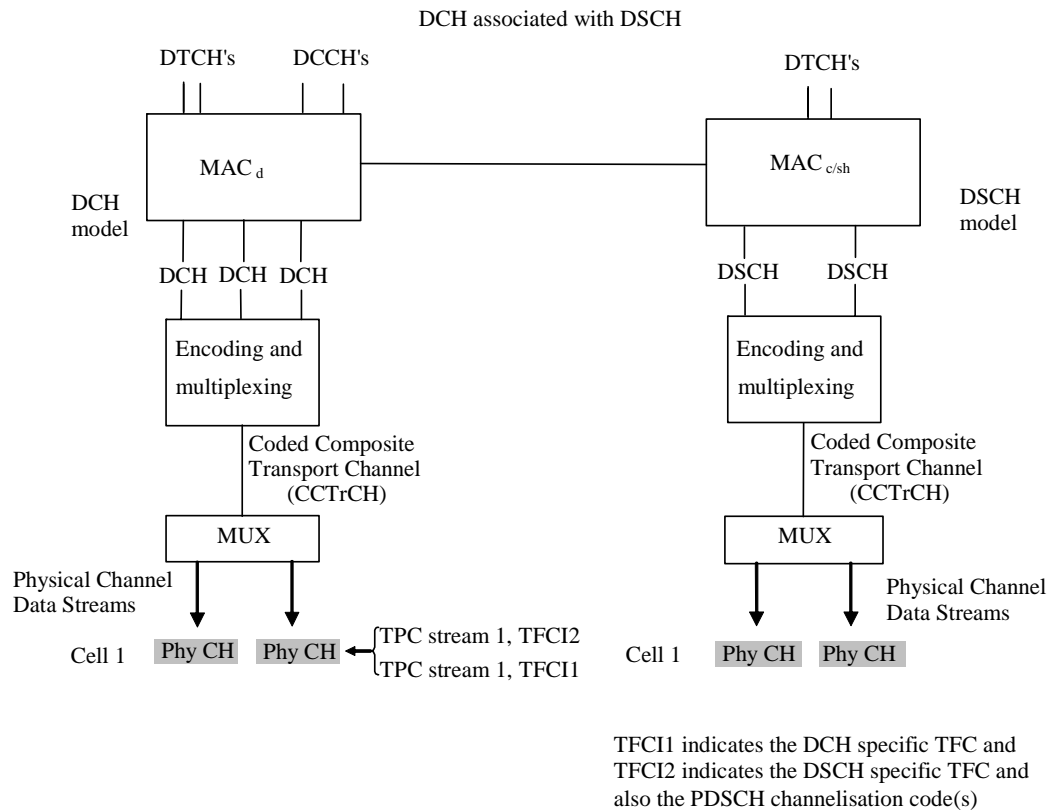 DCH associated with DSCH
DTCH's
DCCH's
DTCH's
MAC d
MAC c/sh
DCH
model
DSCH
model
DCH
DCH
DCH
DSCH
DSCH
Encoding and
multiplexing
Encoding and
multiplexing
Coded Composite
Transport Channel
(CCTrCH)
Coded Composite
Transport Channel
(CCTrCH)
MUX
MUX
Physical Channel
Data Streams
Physical Channel
Data Streams
Cell 1
Phy CH
Phy CH
TPC stream 1, TFCI2
TPC stream 1, TFCI1
Cell 1
Phy CH
Phy CH
TFCI1 indicates the DCH specific TFC and
TFCI2 indicates the DSCH specific TFC and
also the PDSCH channelisation code(s)